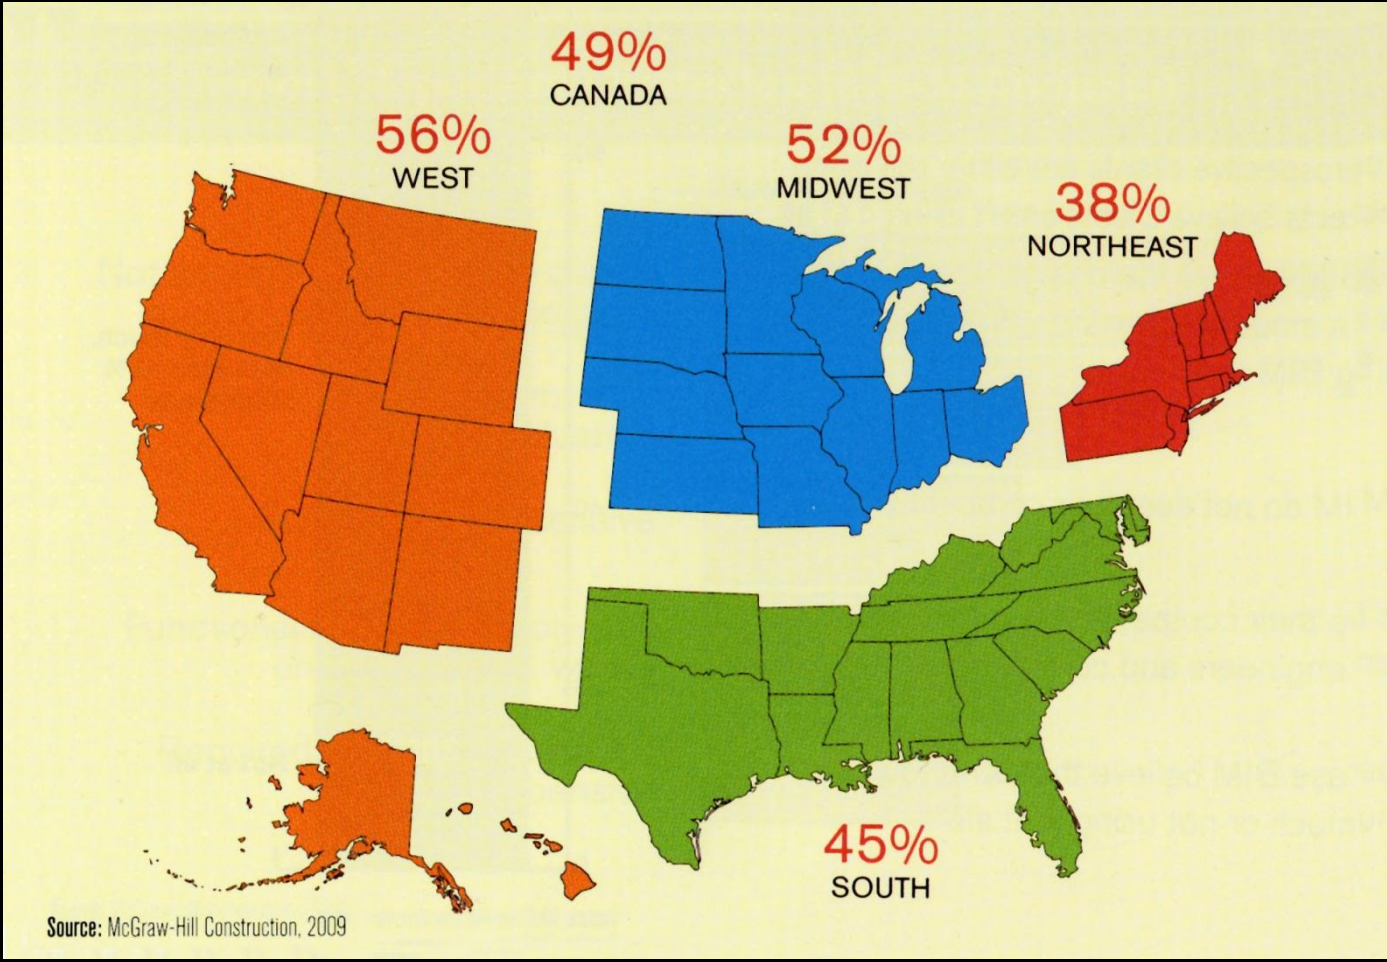 49%
CANADA
56%
WEST
52%
MIDWEST
38%
NORTHEAST
45%
SOUTH
Source: McGraw-Hill Construction, 2009